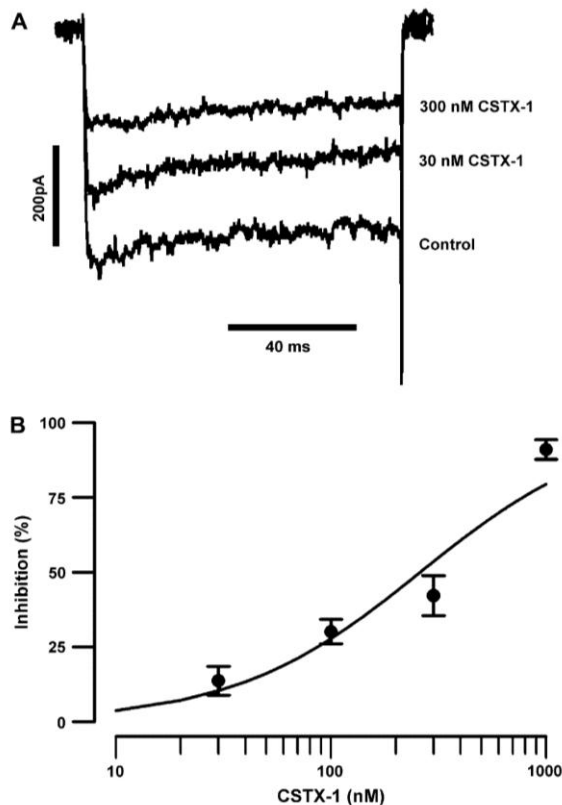 A
300 nM CSTX-1
30 nM CSTX-1
200pA
Control
40 ms
B
100
75
50
25
0
Inhibition (%)
10
100
1000
CSTX-1 (nM)